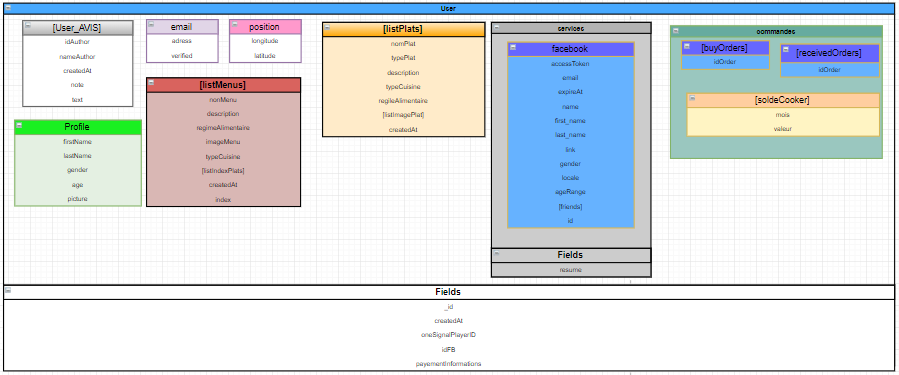 User
[User_AVIS]
idAuthor
nameAuthor
createdAt
note
text
email
adress
verified
position
longitude
latitude
[listPlats]
nomPlat
typePlat
description
typeCuisine
reglieAlimentaire
[listImagePlat]
createdAt
services
facebook
accessToken
email
expireAt
name
first_name
last_name
link
gender
locale
ageRange
[friends]
id
Fields
resume
commandes
[buyOrders]
idOrder
[receivedOrders]
idOrder
[soldeCooker]
mois
valeur
Profile
firstName
lastName
gender
age
picture
[listMenus]
nonMenu
description
regimeAlimentaire
imageMenu
typeCuisine
[listIndexPlats]
createdAt
index
Fields
_id
createdAt
oneSignalPlayerID
idFB
payementInformations